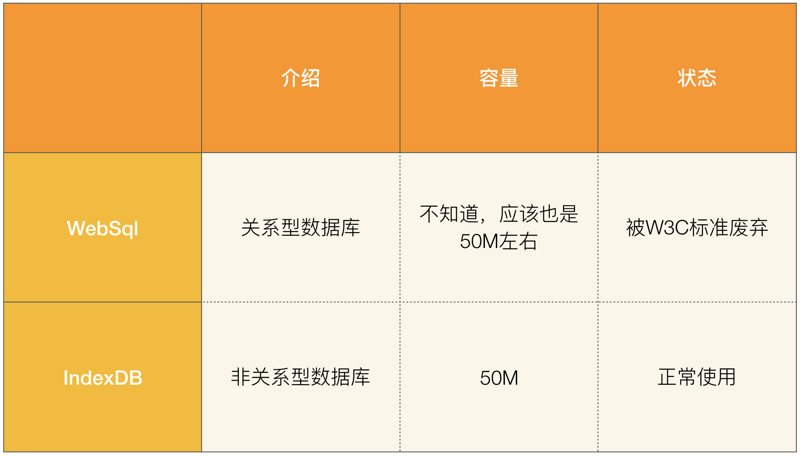 介绍
容量
状态
WebSql
关系型数据库
不知道，应该也是
50M左右
被W3C标准废弃
IndexDB
非关系型数据库
50M
正常使用